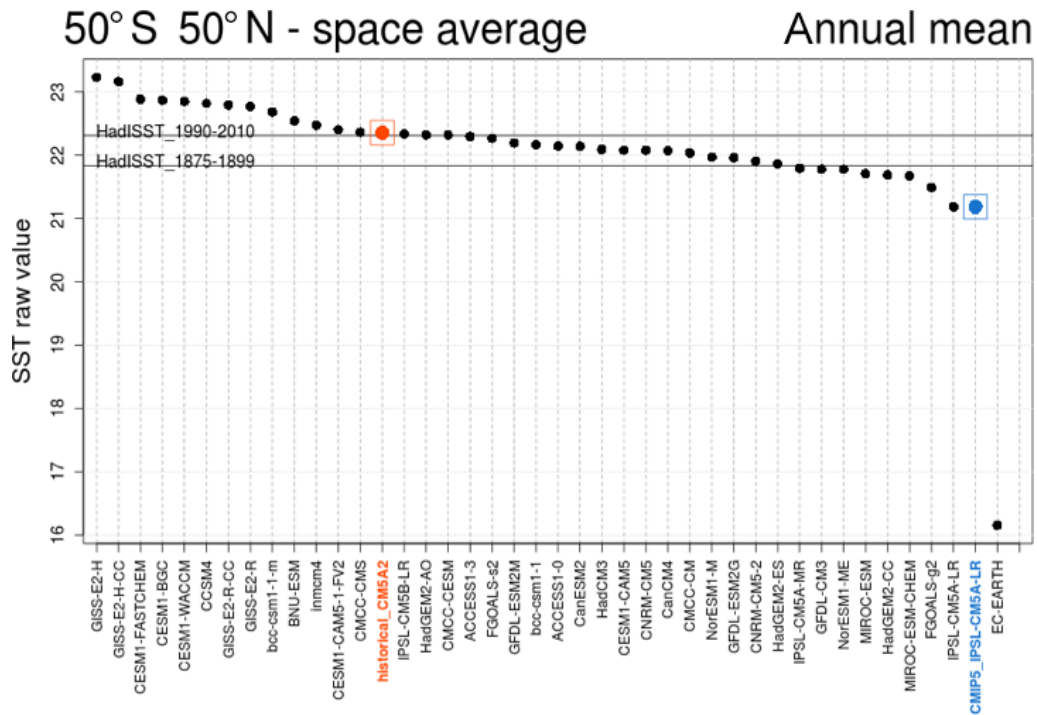 50°S 50°N - space average
Annual mean
SST raw value
23
22
21
20
19
18
17
16
HadISST_1990-2010
HadISST_1875-1899
GISS-E2-H
GISS-E2-H-CC
CESM1-FASTCHEM
CESM1-BGC
CESM1-WACCM
CCSM4
GISS-E2-R-CC
GISS-E2-R
bcc-csm1-1-m
BNU-ESM
inmcm4
CESM1-CAM5-1-FV2
CMCC-CMS
historical_CM5A2
IPSL-CM5B-LR
HadGEM2-AO
CMCC-CESM
ACCESS1-3
FGOALS-s2
GFDL-ESM2M
bcc-csm1-1
ACCESS1-0
CanESM2
HadCM3
CESM1-CAM5
CNRM-CM5
CanCM4
CMCC-CM
NorESM1-M
GFDL-ESM2G
CNRM-CM5-2
HadGEM2-ES
IPSL-CM5A-MR
GFDL-CM3
NorESM1-ME
MIROC-ESM
HadGEM2-CC
MIROC-ESM-CHEM
FGOALS-g2
IPSL-CM5A-LR
CMIP5_IPSL-CM5A-LR
EC-EARTH